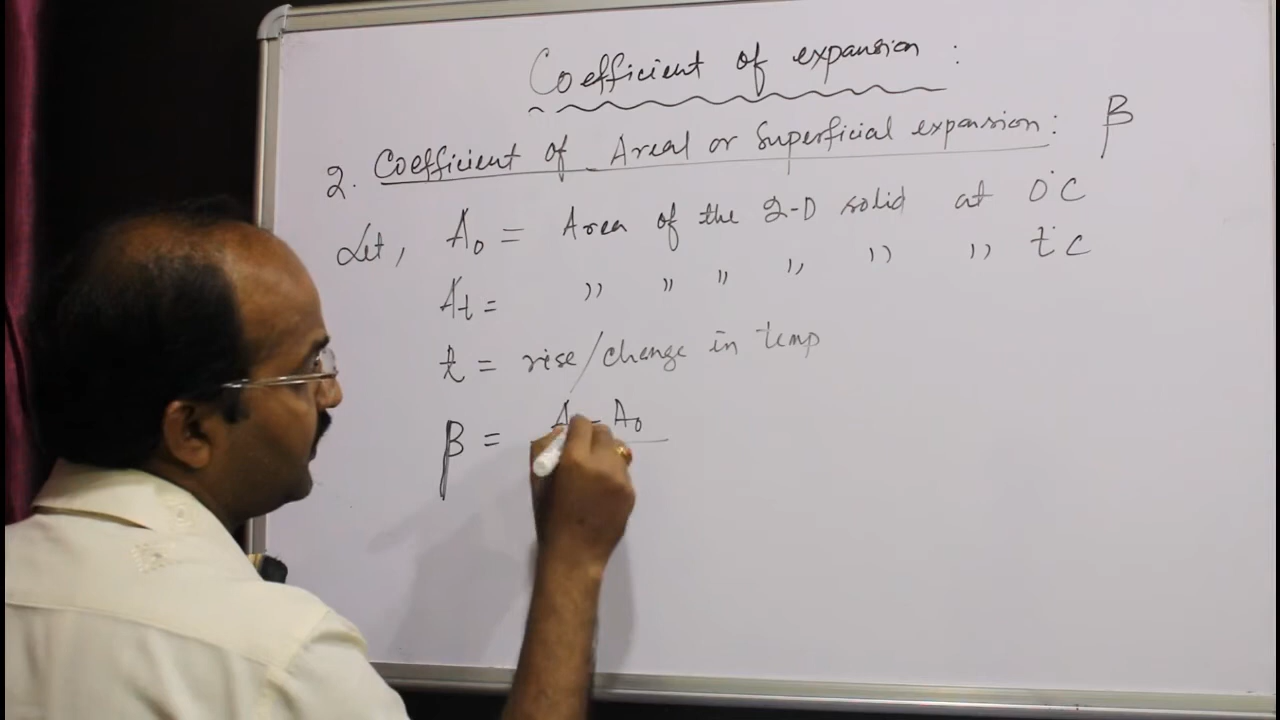 Coefficient of expansion :
2. Coefficient of Areal or Superficial expansion : β
Let, A₀ = Area of the 2-D solid at 0°C
At = ,, ,, ,, ,, ,, ,, t°C
t = rise/change in temp
β = A - A₀